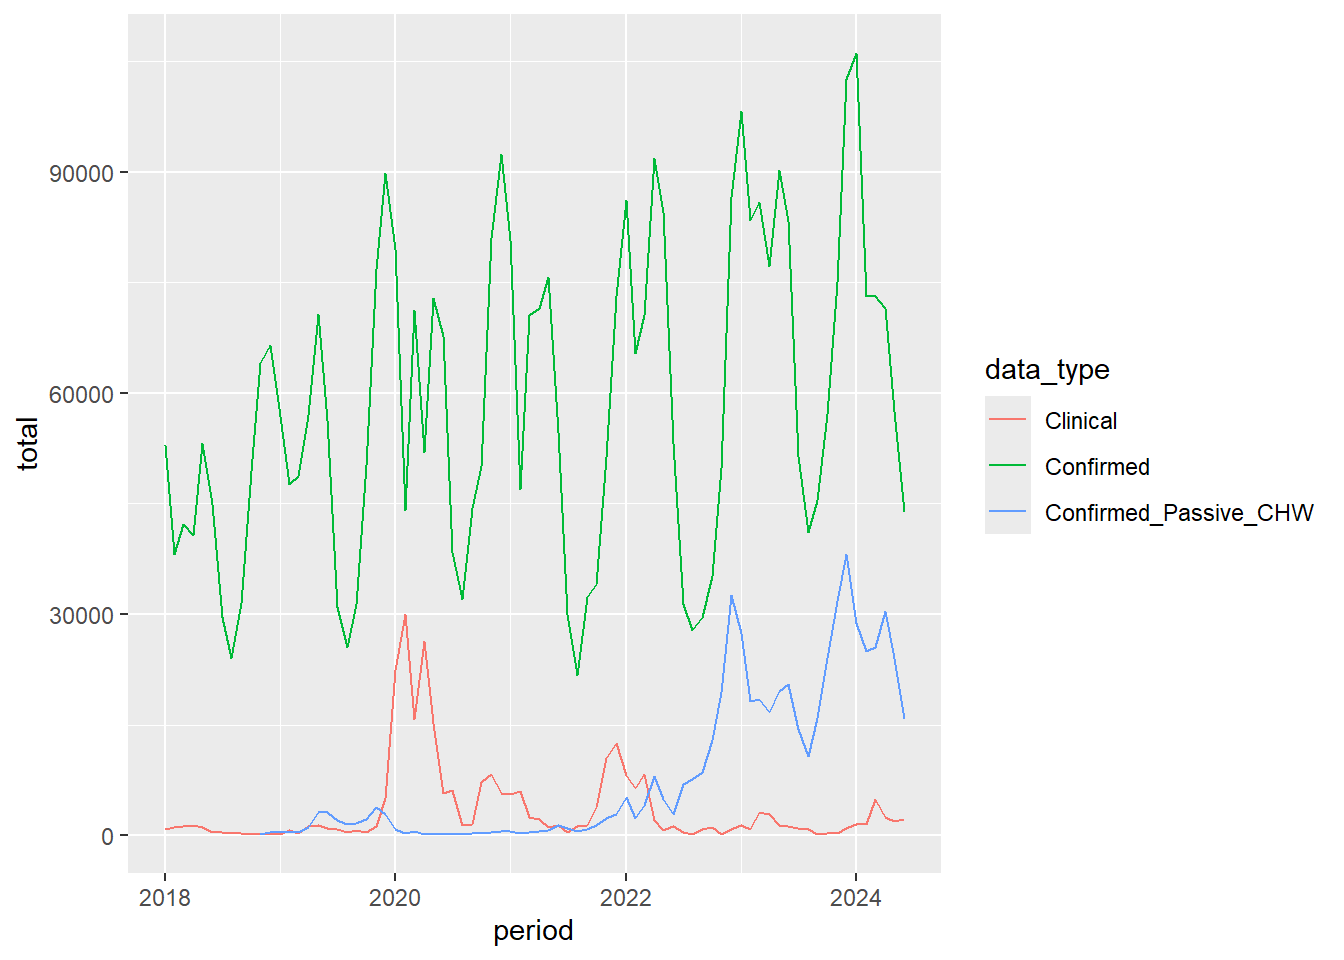 total
90000
60000
30000
0
2018
2020
2022
2024
period
data_type
Clinical
Confirmed
Confirmed_Passive_CHW